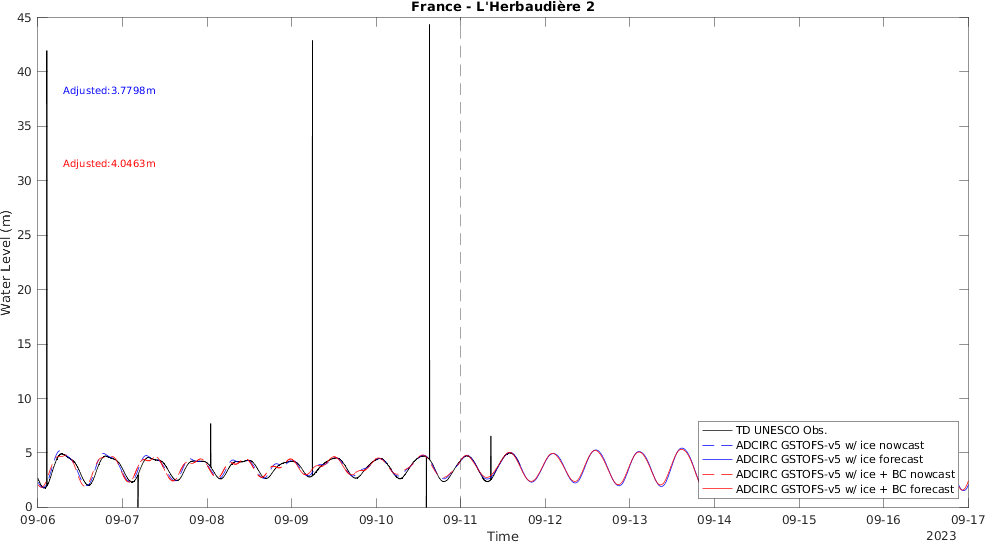 France - L'Herbaudière 2
45
40
35
30
25
20
15
10
5
0
Water Level (m)
Adjusted:3.7798m
Adjusted:4.0463m
TD UNESCO Obs.
ADCIRC GSTOFS-v5 w/ ice nowcast
ADCIRC GSTOFS-v5 w/ ice forecast
ADCIRC GSTOFS-v5 w/ ice + BC nowcast
ADCIRC GSTOFS-v5 w/ ice + BC forecast
09-06 09-07 09-08 09-09 09-10 09-11 09-12 09-13 09-14 09-15 09-16 09-17
Time
2023